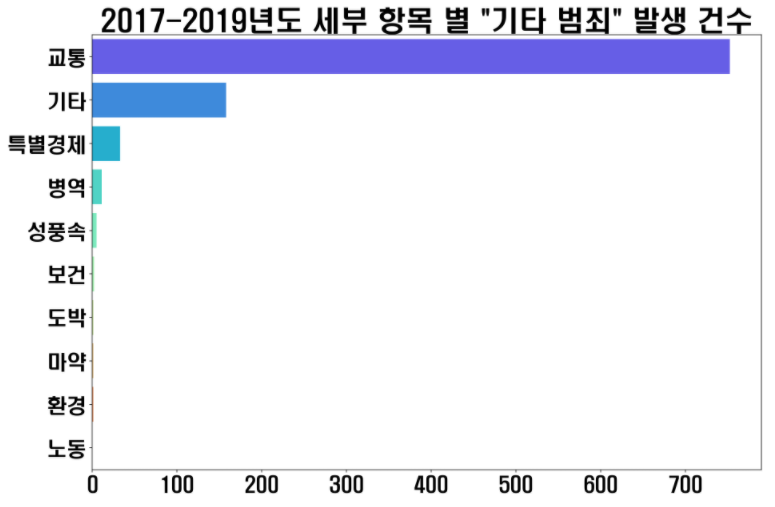 2017-2019년도 세부 항목 별 "기타 범죄" 발생 건수
교통
기타
특별경제
병역
성풍속
보건
도박
마약
환경
노동
0 100 200 300 400 500 600 700